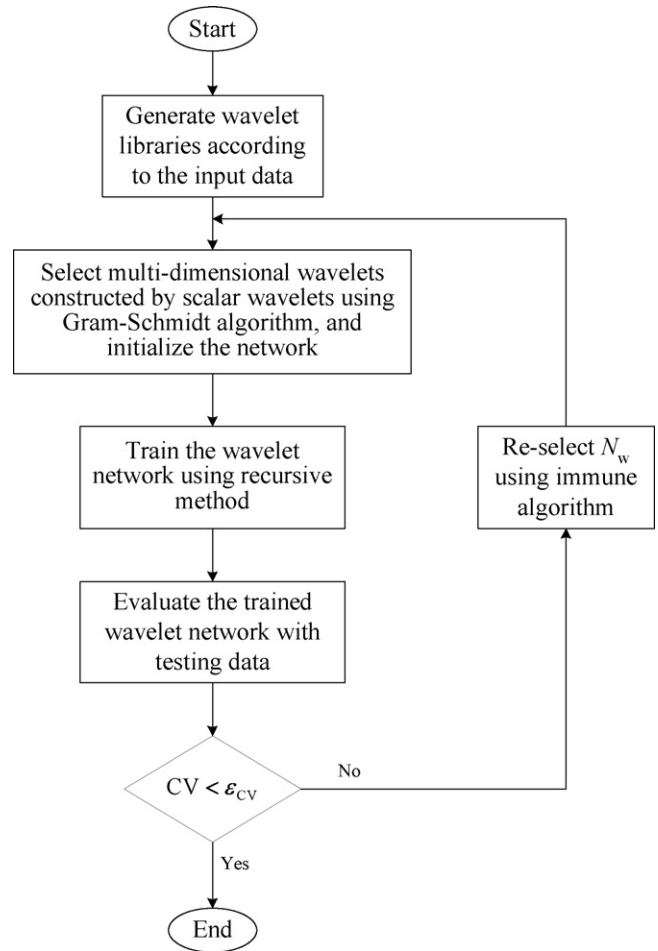 Start
Generate wavelet
libraries according
to the input data
Select multi-dimensional wavelets
constructed by scalar wavelets using
Gram-Schmidt algorithm, and
initialize the network
Train the wavelet
network using recursive
method
Re-select N_w
using immune
algorithm
Evaluate the trained
wavelet network with
testing data
CV < ε_CV
No
Yes
End